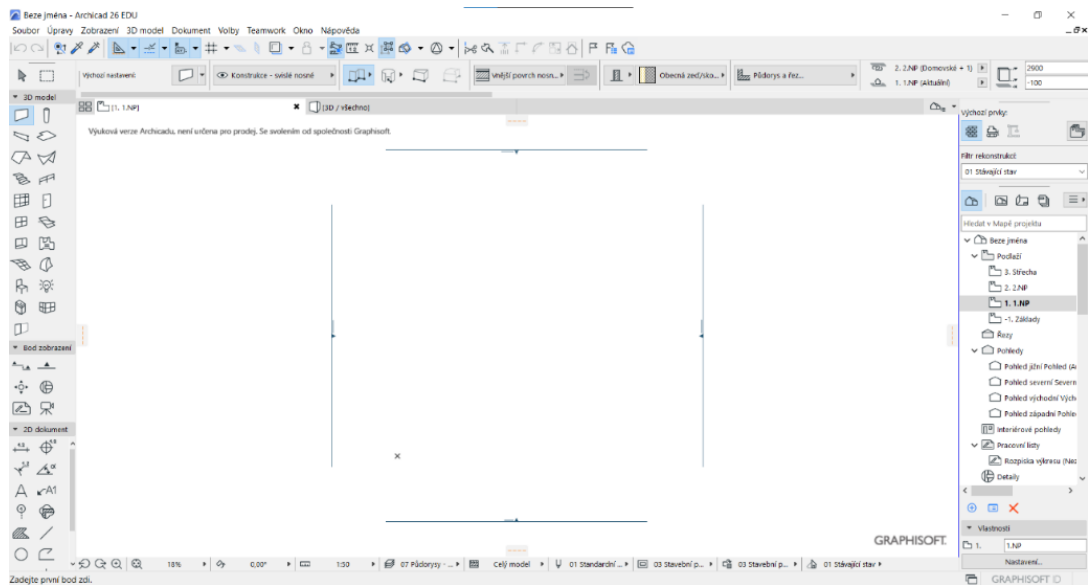 Beze jména - Archicad 26 EDU
Soubor Úpravy Zobrazení 3D model Dokument Volby Teamwork Okno Nápověda
Výchozí nastavení:
Konstrukce - svislé nosné
Vnější povrch nosn...
Obecná zeď/sko...
Půdorys a řez...
2. 2.NP (Domovské + 1)
1. 1.NP (Aktuální)
2900
-100
3D model
[1. 1.NP]
[3D / Všechno]
Výuková verze Archicadu, není určena pro prodej. Se svolením od společnosti Graphisoft.
Výchozí prvky:
Filtr rekonstrukcí:
01 Stávající stav
Hledat v Mapě projektu
Beze jména
Podlaží
3. Střecha
2. 2.NP
1. 1.NP
-1. Základy
Řezy
Pohledy
Pohled jižní Pohled (A
Pohled severní Severn
Pohled východní Vých
Pohled západní Pohle
Interiérové pohledy
Pracovní listy
Rozpiska výkresu (Nez
Detaily
Bod zobrazení
2D dokument
A1
Vlastnosti
1. 1.NP
Nastavení...
GRAPHISOFT.
18%
0,00°
1:50
07 Půdorysy - ...
Celý model
01 Standardní ...
03 Stavební p...
03 Stavební p...
01 Stávající stav
Zadejte první bod zdi.
GRAPHISOFT ID